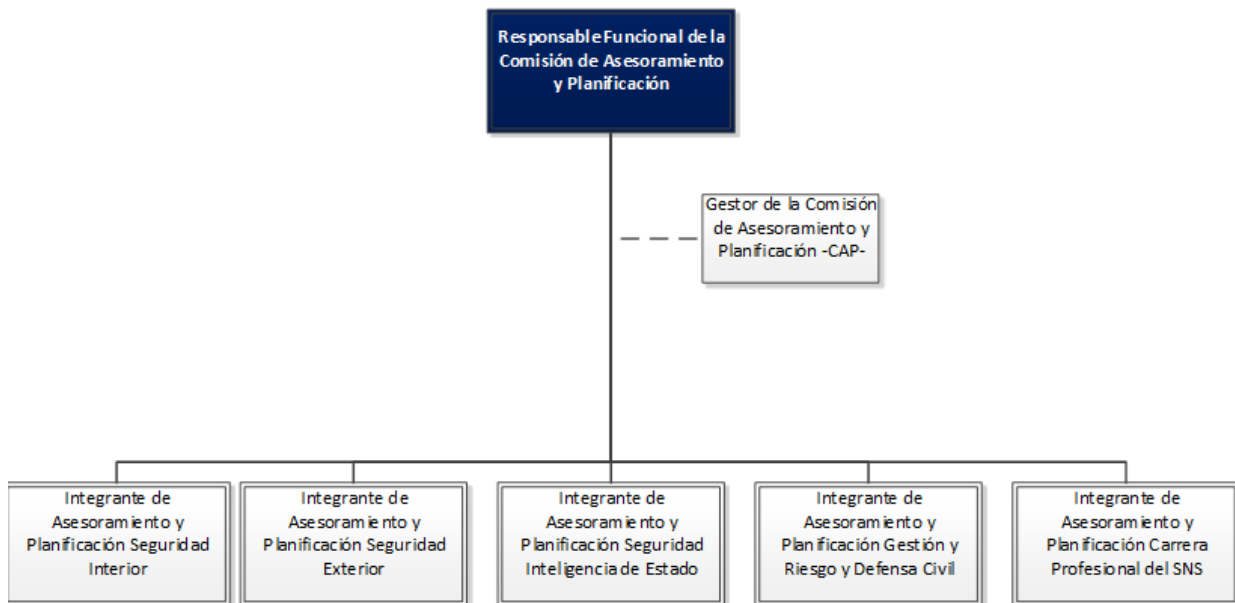 Responsable Funcional de la
Comisión de Asesoramiento
y Planificación
Gestor de la Comisión
de Asesoramiento y
Planificación -CAP-
Integrante de
Asesoramiento y
Planificación Seguridad
Interior
Integrante de
Asesoramiento y
Planificación Seguridad
Exterior
Integrante de
Asesoramiento y
Planificación Seguridad
Inteligencia de Estado
Integrante de
Asesoramiento y
Planificación Gestión y
Riesgo y Defensa Civil
Integrante de
Asesoramiento y
Planificación Carrera
Profesional del SNS